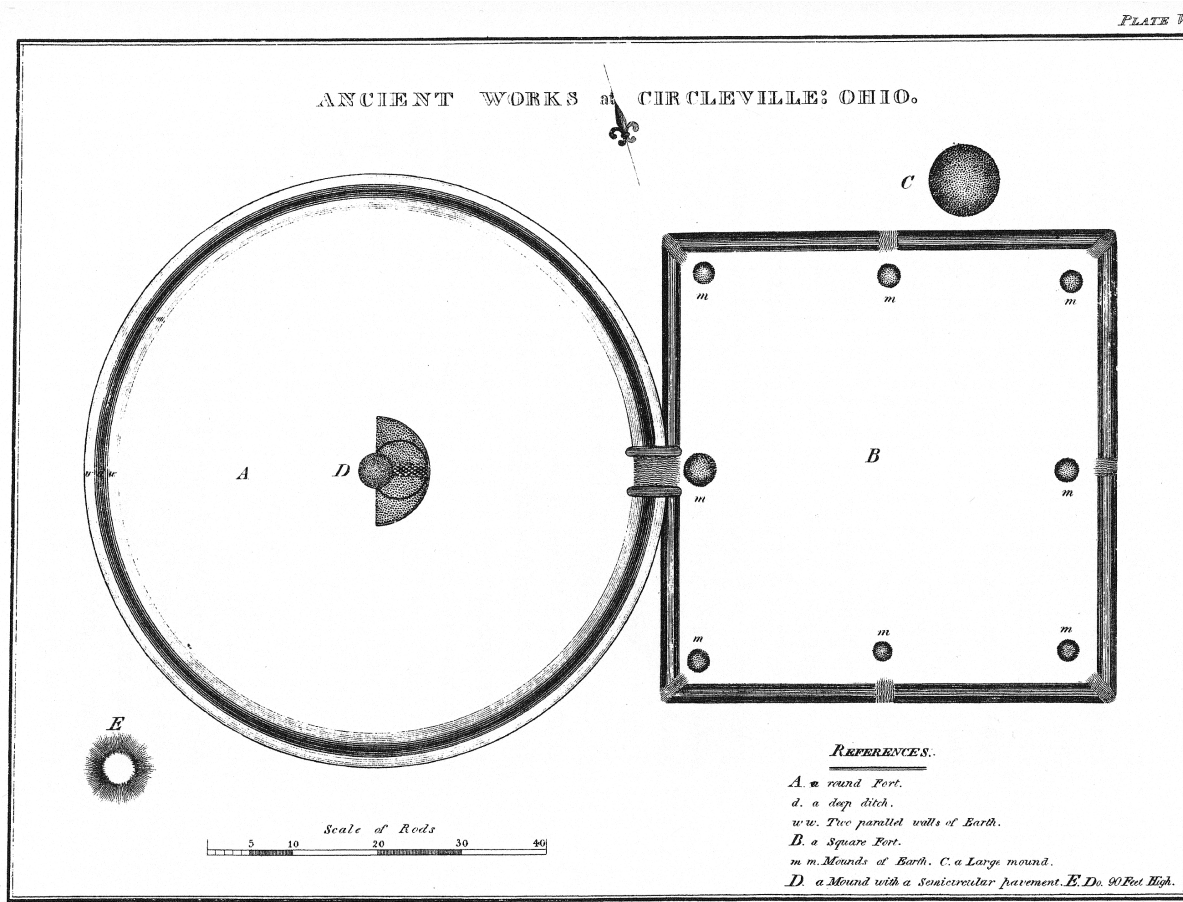 PLATE
ANCIENT WORKS at CIRCLEVILLE: OHIO.
C
m
m
m
w d w
A
D
B
m
m
m
m
m
E
REFERENCES.
A. a round Fort.
d. a deep ditch.
w w. Two parallel walls of Earth.
B. a Square Fort.
m m. Mounds of Earth. C. a Large mound.
D. a Mound with a Semicircular pavement. E. Do. 90 Feet High.
Scale of Rods
5 10 20 30 40